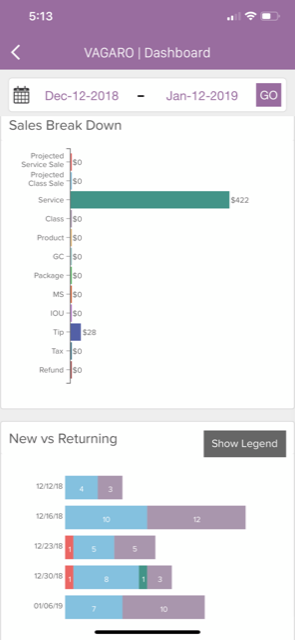 5:13
VAGARO | Dashboard
Dec-12-2018 - Jan-12-2019 GO
Sales Break Down
Projected
Service Sale $0
Projected
Class Sale $0
Service $422
Class $0
Product $0
GC $0
Package $0
MS $0
IOU $0
Tip $28
Tax $0
Refund $0
New vs Returning Show Legend
12/12/18 4 3
12/16/18 10 12
12/23/18 1 5 5
12/30/18 1 8 1 3
01/06/19 7 10